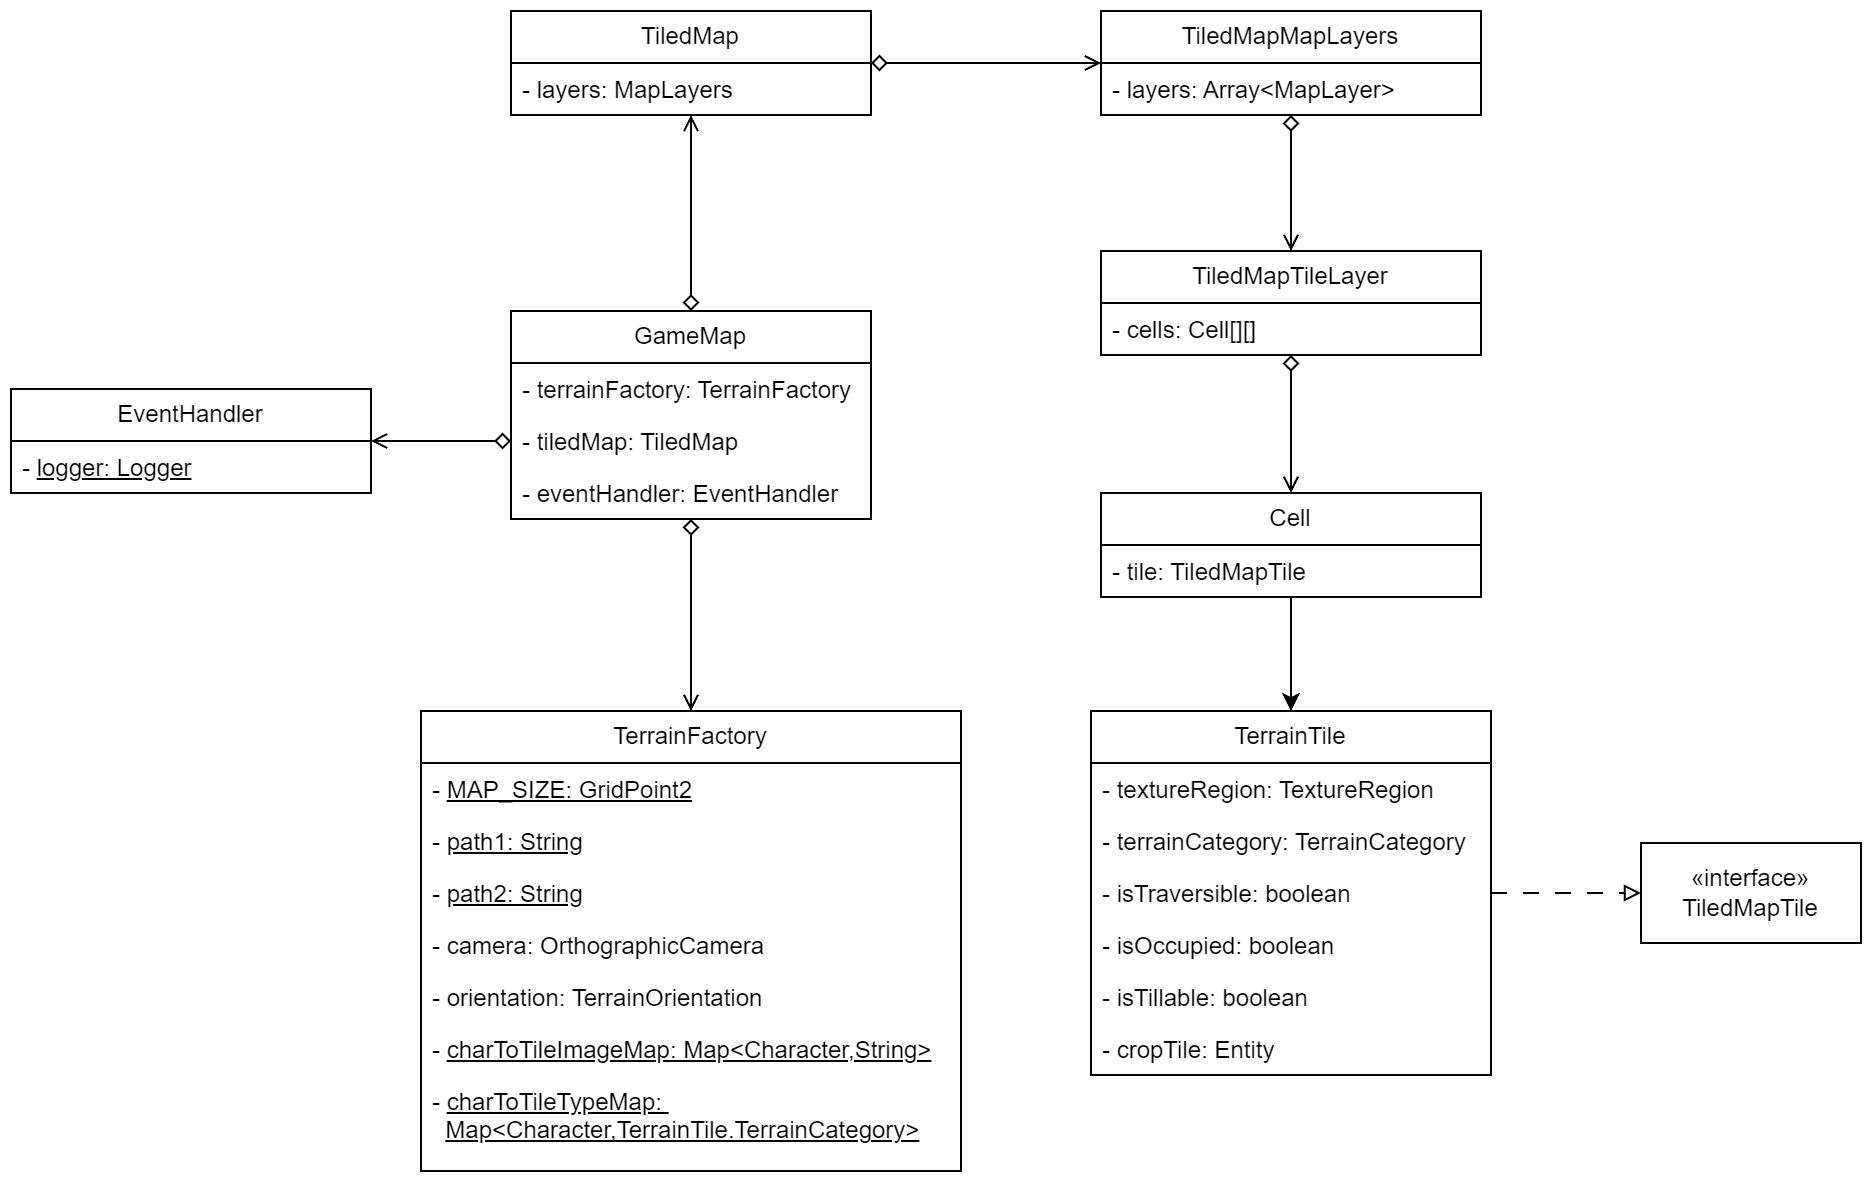 TiledMap
- layers: MapLayers
TiledMapMapLayers
- layers: Array<MapLayer>
TiledMapTileLayer
- cells: Cell[][]
GameMap
- terrainFactory: TerrainFactory
- tiledMap: TiledMap
- eventHandler: EventHandler
EventHandler
- logger: Logger
Cell
- tile: TiledMapTile
TerrainFactory
- MAP_SIZE: GridPoint2
- path1: String
- path2: String
- camera: OrthographicCamera
- orientation: TerrainOrientation
- charToTileImageMap: Map<Character,String>
- charToTileTypeMap:
Map<Character,TerrainTile.TerrainCategory>
TerrainTile
- textureRegion: TextureRegion
- terrainCategory: TerrainCategory
- isTraversible: boolean
- isOccupied: boolean
- isTillable: boolean
- cropTile: Entity
«interface»
TiledMapTile